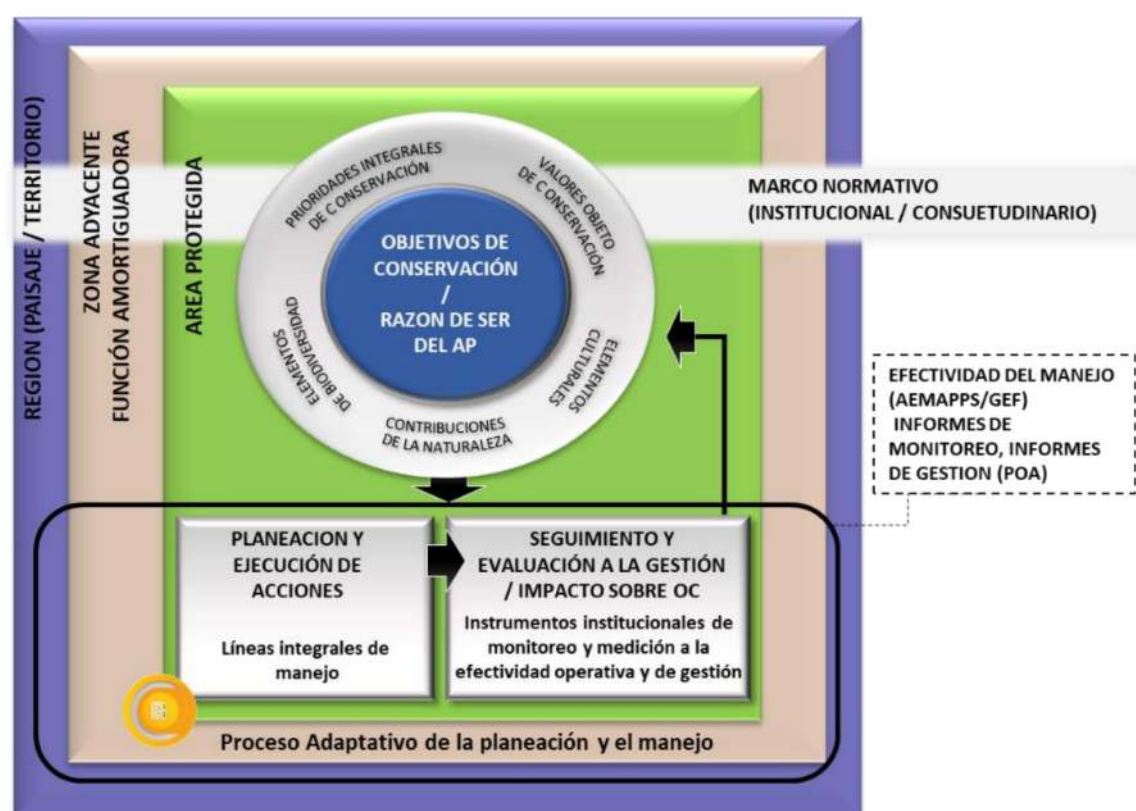 REGION (PAISAJE / TERRITORIO)
ZONA ADYACENTE
FUNCIÓN AMORTIGUADORA
AREA PROTEGIDA
PRIORIDADES INTEGRALES
DE C ONSERVACIÓN
VALORES OBJETO
DE C ONSERVACIÓN
ELEMENTOS
DE BIODIVERSIDAD
ELEMENTOS
CULTURALES
CONTRIBUCIONES
DE LA NATURALEZA
OBJETIVOS DE
CONSERVACIÓN
/
RAZON DE SER
DEL AP
MARCO NORMATIVO
(INSTITUCIONAL / CONSUETUDINARIO)
EFECTIVIDAD DEL MANEJO
(AEMAPPS/GEF)
INFORMES DE
MONITOREO, INFORMES
DE GESTION (POA)
PLANEACION Y
EJECUCIÓN DE
ACCIONES
Líneas integrales de
manejo
SEGUIMIENTO Y
EVALUACIÓN A LA GESTIÓN
/ IMPACTO SOBRE OC
Instrumentos institucionales de
monitoreo y medición a la
efectividad operativa y de gestión
Proceso Adaptativo de la planeación y el manejo